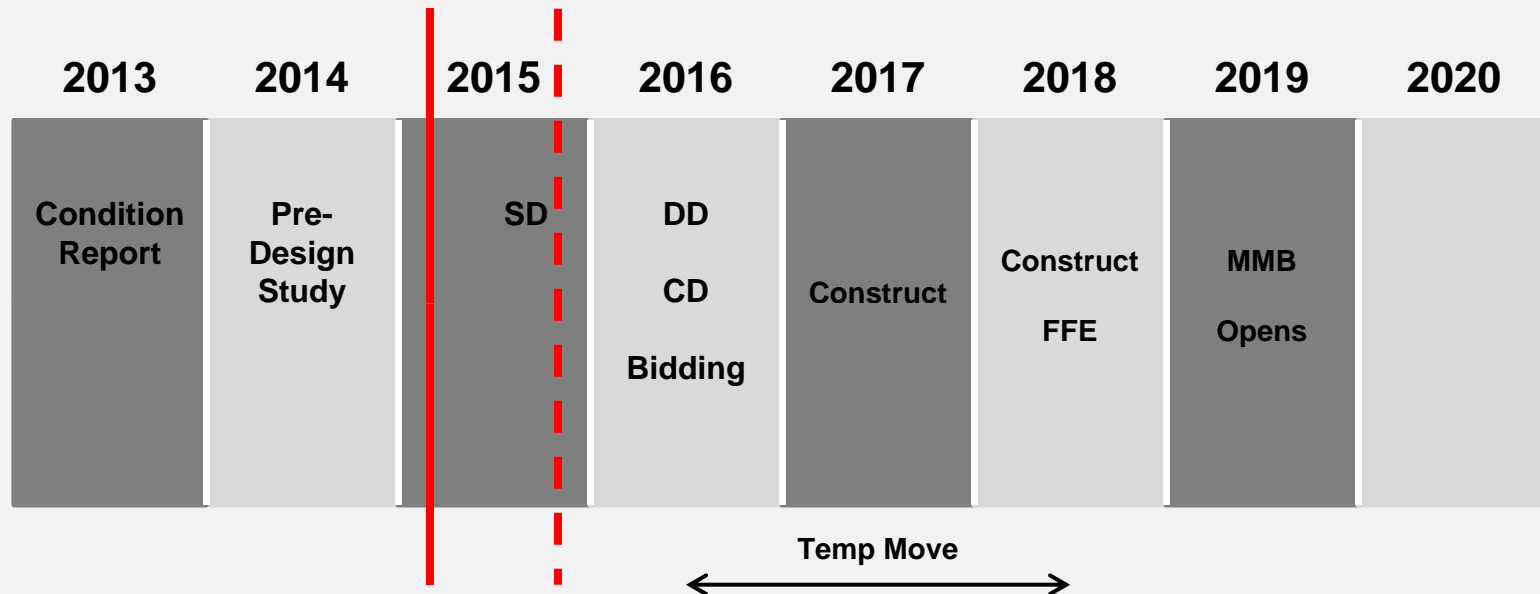 2013 2014 2015 2016 2017 2018 2019 2020
Condition
Report
Pre-
Design
Study
SD
DD
CD
Bidding
Construct
Construct
FFE
MMB
Opens
Temp Move